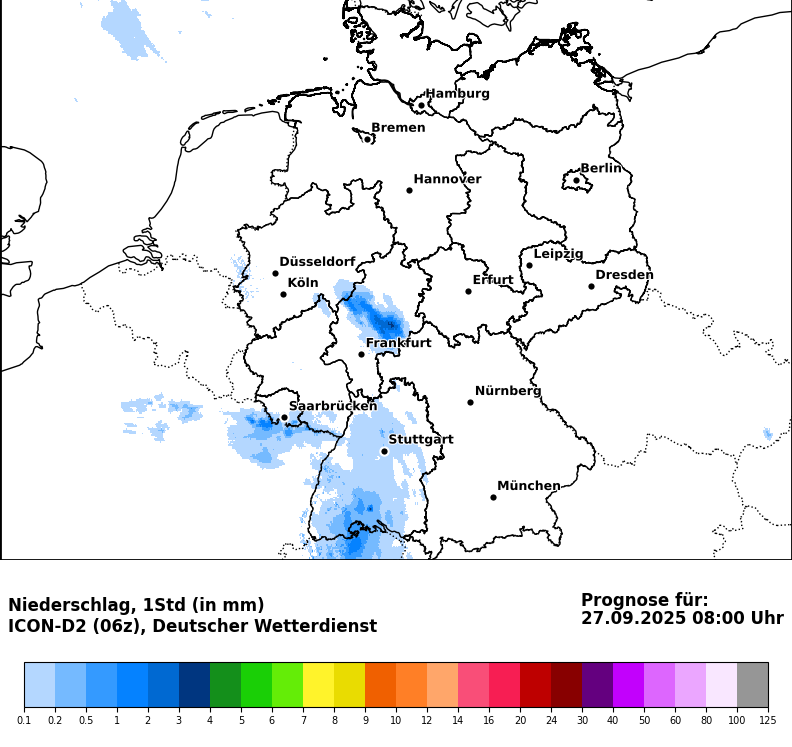 Hamburg
Bremen
Berlin
Hannover
Leipzig
Düsseldorf
Dresden
Köln
Erfurt
Frankfurt
Nürnberg
Saarbrücken
Stuttgart
München
Niederschlag, 1Std (in mm)
ICON-D2 (06z), Deutscher Wetterdienst
Prognose für:
27.09.2025 08:00 Uhr
0.1 0.2 0.5 1 2 3 4 5 6 7 8 9 10 12 14 16 20 24 30 40 50 60 80 100 125